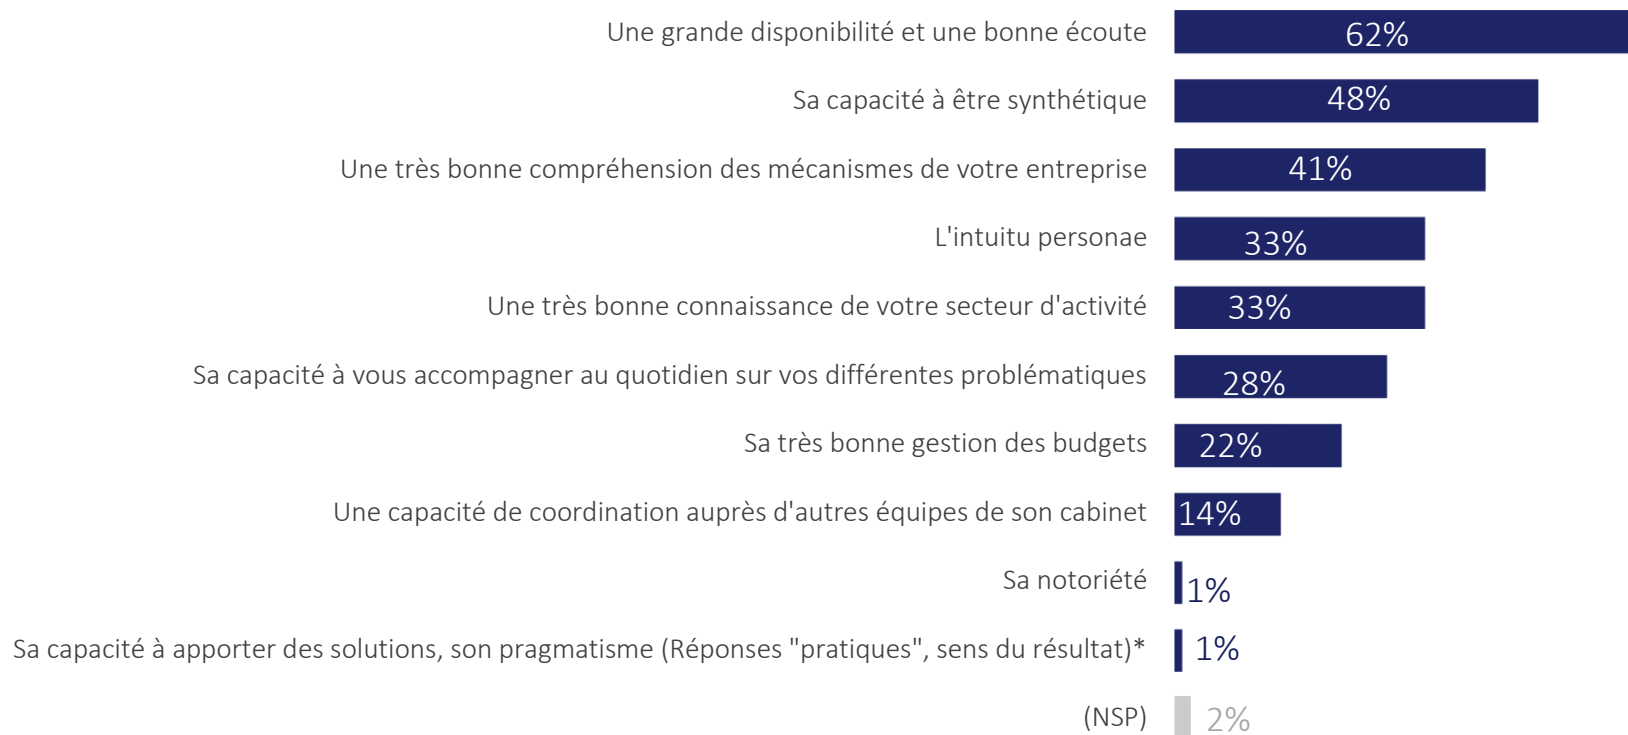 Une grande disponibilité et une bonne écoute 62%
Sa capacité à être synthétique 48%
Une très bonne compréhension des mécanismes de votre entreprise 41%
L'intuitu personae 33%
Une très bonne connaissance de votre secteur d'activité 33%
Sa capacité à vous accompagner au quotidien sur vos différentes problématiques 28%
Sa très bonne gestion des budgets 22%
Une capacité de coordination auprès d'autres équipes de son cabinet 14%
Sa notoriété 1%
Sa capacité à apporter des solutions, son pragmatisme (Réponses "pratiques", sens du résultat)* 1%
(NSP) 2%